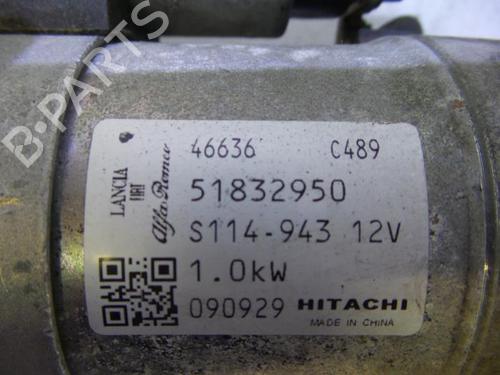 B-PARTS
46636 C489
LANCIA FIAT Alfa Romeo
51832950
S114-943 12V
1.0kW
090929 HITACHI
MADE IN CHINA